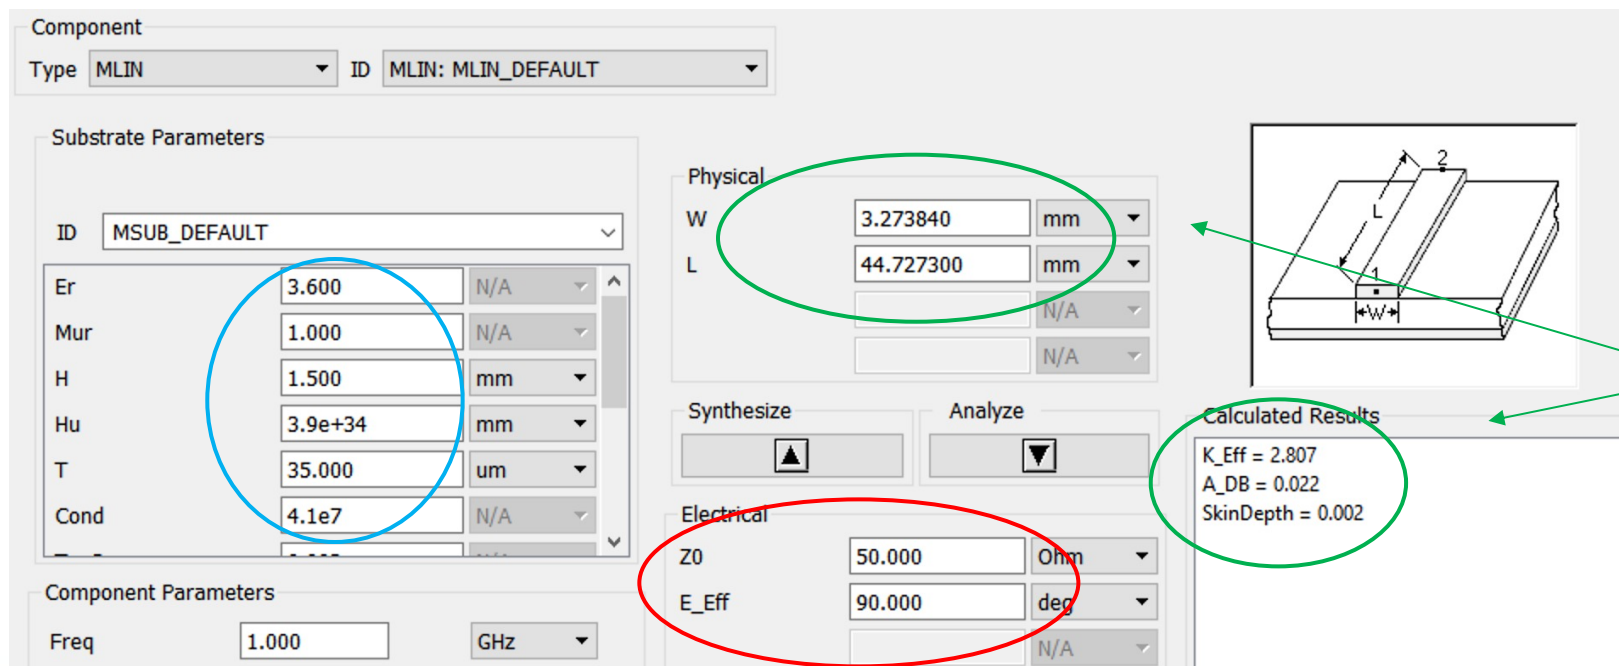 Component
Type MLIN ID MLIN: MLIN_DEFAULT
Substrate Parameters
ID MSUB_DEFAULT
Er 3.600 N/A
Mur 1.000 N/A
H 1.500 mm
Hu 3.9e+34 mm
T 35.000 um
Cond 4.1e7 N/A
Component Parameters
Freq 1.000 GHz
Physical
W 3.273840 mm
L 44.727300 mm
N/A
N/A
Synthesize Analyze
Electrical
Z0 50.000 Ohm
E_Eff 90.000 deg
N/A
2
L
1
W
Calculated Results
K_Eff = 2.807
A_DB = 0.022
SkinDepth = 0.002